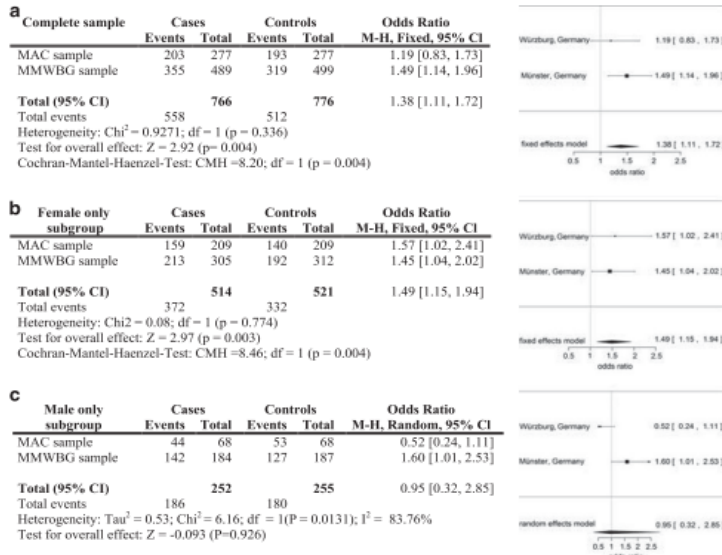 a
Complete sample Cases Controls Odds Ratio
Events Total Events Total M-H, Fixed, 95% Cl
MAC sample 203 277 193 277 1.19 [0.83, 1.73]
MMWBG sample 355 489 319 499 1.49 [1.14, 1.96]
Total (95% CI) 766 776 1.38 [1.11, 1.72]
Total events 558 512
Heterogeneity: Chi² = 0.9271; df = 1 (p = 0.336)
Test for overall effect: Z = 2.92 (p= 0.004)
Cochran-Mantel-Haenzel-Test: CMH =8.20; df = 1 (p = 0.004)
Würzburg, Germany 1.19 [ 0.83 , 1.73 ]
Münster, Germany 1.49 [ 1.14 , 1.96 ]
fixed effects model 1.38 [ 1.11 , 1.72 ]
0.5 1 1.5 2 2.5
odds ratio
b
Female only Cases Controls Odds Ratio
subgroup Events Total Events Total M-H, Fixed, 95% Cl
MAC sample 159 209 140 209 1.57 [1.02, 2.41]
MMWBG sample 213 305 192 312 1.45 [1.04, 2.02]
Total (95% CI) 514 521 1.49 [1.15, 1.94]
Total events 372 332
Heterogeneity: Chi2 = 0.08; df = 1 (p = 0.774)
Test for overall effect: Z = 2.97 (p = 0.003)
Cochran-Mantel-Haenzel-Test: CMH =8.46; df = 1 (p = 0.004)
Würzburg, Germany 1.57 [ 1.02 , 2.41 ]
Münster, Germany 1.45 [ 1.04 , 2.02 ]
fixed effects model 1.49 [ 1.15 , 1.94 ]
0.5 1 1.5 2 2.5
odds ratio
c
Male only Cases Controls Odds Ratio
subgroup Events Total Events Total M-H, Random, 95% Cl
MAC sample 44 68 53 68 0.52 [0.24, 1.11]
MMWBG sample 142 184 127 187 1.60 [1.01, 2.53]
Total (95% CI) 252 255 0.95 [0.32, 2.85]
Total events 186 180
Heterogeneity: Tau² = 0.53; Chi² = 6.16; df = 1(P = 0.0131); I² = 83.76%
Test for overall effect: Z = -0.093 (P=0.926)
Würzburg, Germany 0.52 [ 0.24 , 1.11 ]
Münster, Germany 1.60 [ 1.01 , 2.53 ]
random effects model 0.95 [ 0.32 , 2.85 ]
0.5 1 1.5 2 2.5
odds ratio